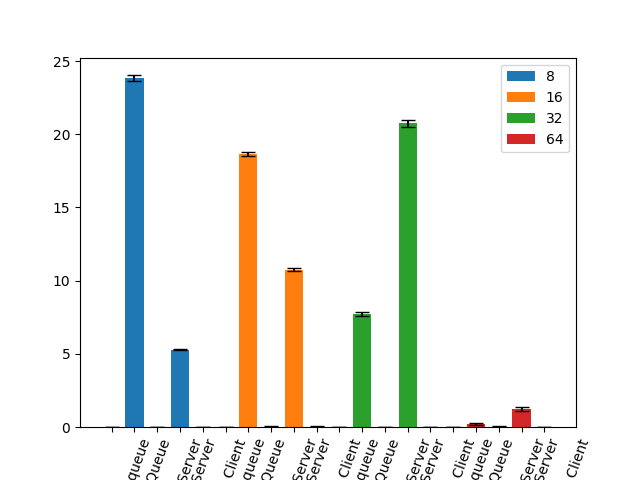 25
20
15
10
5
0
8
16
32
64
queue
Queue
Server
Server
Client
queue
Queue
Server
Server
Client
queue
Queue
Server
Server
Client
queue
Queue
Server
Server
Client